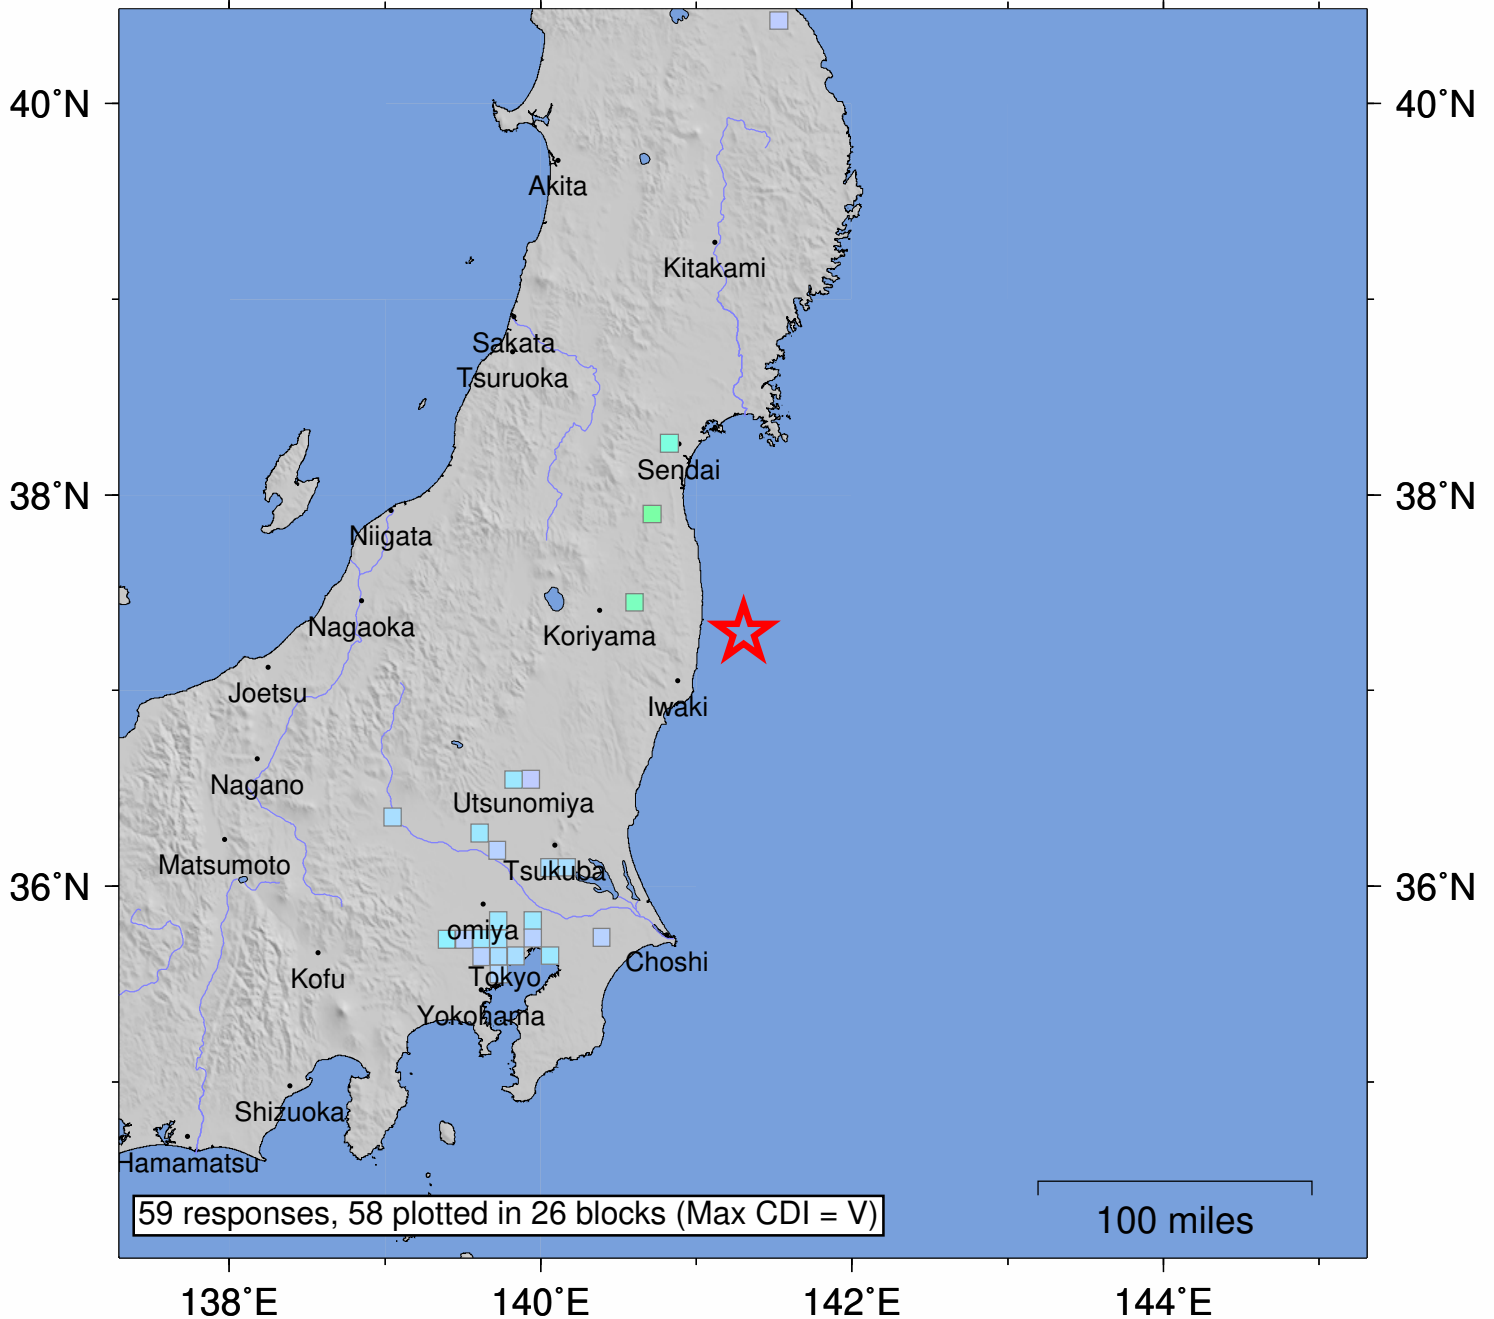 40°N
40°N
Akita
Kitakami
Sakata
Tsuruoka
Sendai
38°N
38°N
Niigata
Nagaoka
Koriyama
Joetsu
Iwaki
Nagano
Utsunomiya
Matsumoto
Tsukuba
36°N
36°N
omiya
Choshi
Kofu
Tokyo
Yokohama
Shizuoka
Hamamatsu
59 responses, 58 plotted in 26 blocks (Max CDI = V)
100 miles
138°E
140°E
142°E
144°E